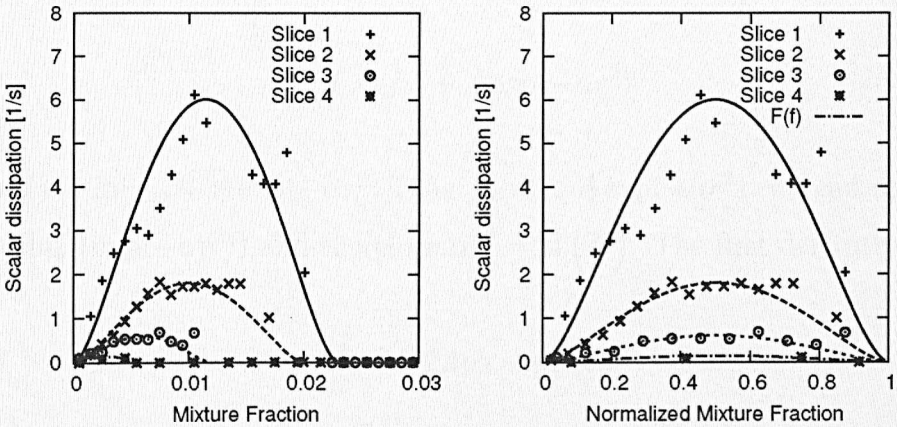 8
7
6
5
4
3
2
1
0
0
0.01
0.02
0.03
Scalar dissipation [1/s]
Mixture Fraction
Slice 1
Slice 2
Slice 3
Slice 4
8
7
6
5
4
3
2
1
0
0
0.2
0.4
0.6
0.8
1
Scalar dissipation [1/s]
Normalized Mixture Fraction
Slice 1
Slice 2
Slice 3
Slice 4
F(f)